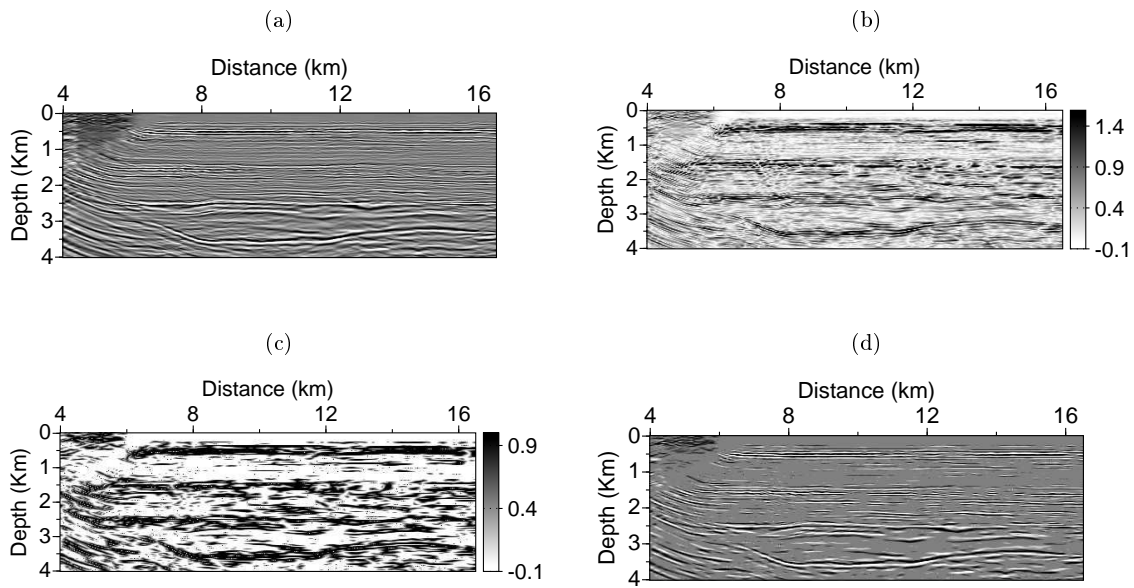 (a)
Distance (km)
4 8 12 16
0
1
2
3
4
Depth (Km)
(b)
Distance (km)
4 8 12 16
0
1
2
3
4
Depth (Km)
1.4
0.9
0.4
-0.1
(c)
Distance (km)
4 8 12 16
0
1
2
3
4
Depth (Km)
0.9
0.4
-0.1
(d)
Distance (km)
4 8 12 16
0
1
2
3
4
Depth (Km)